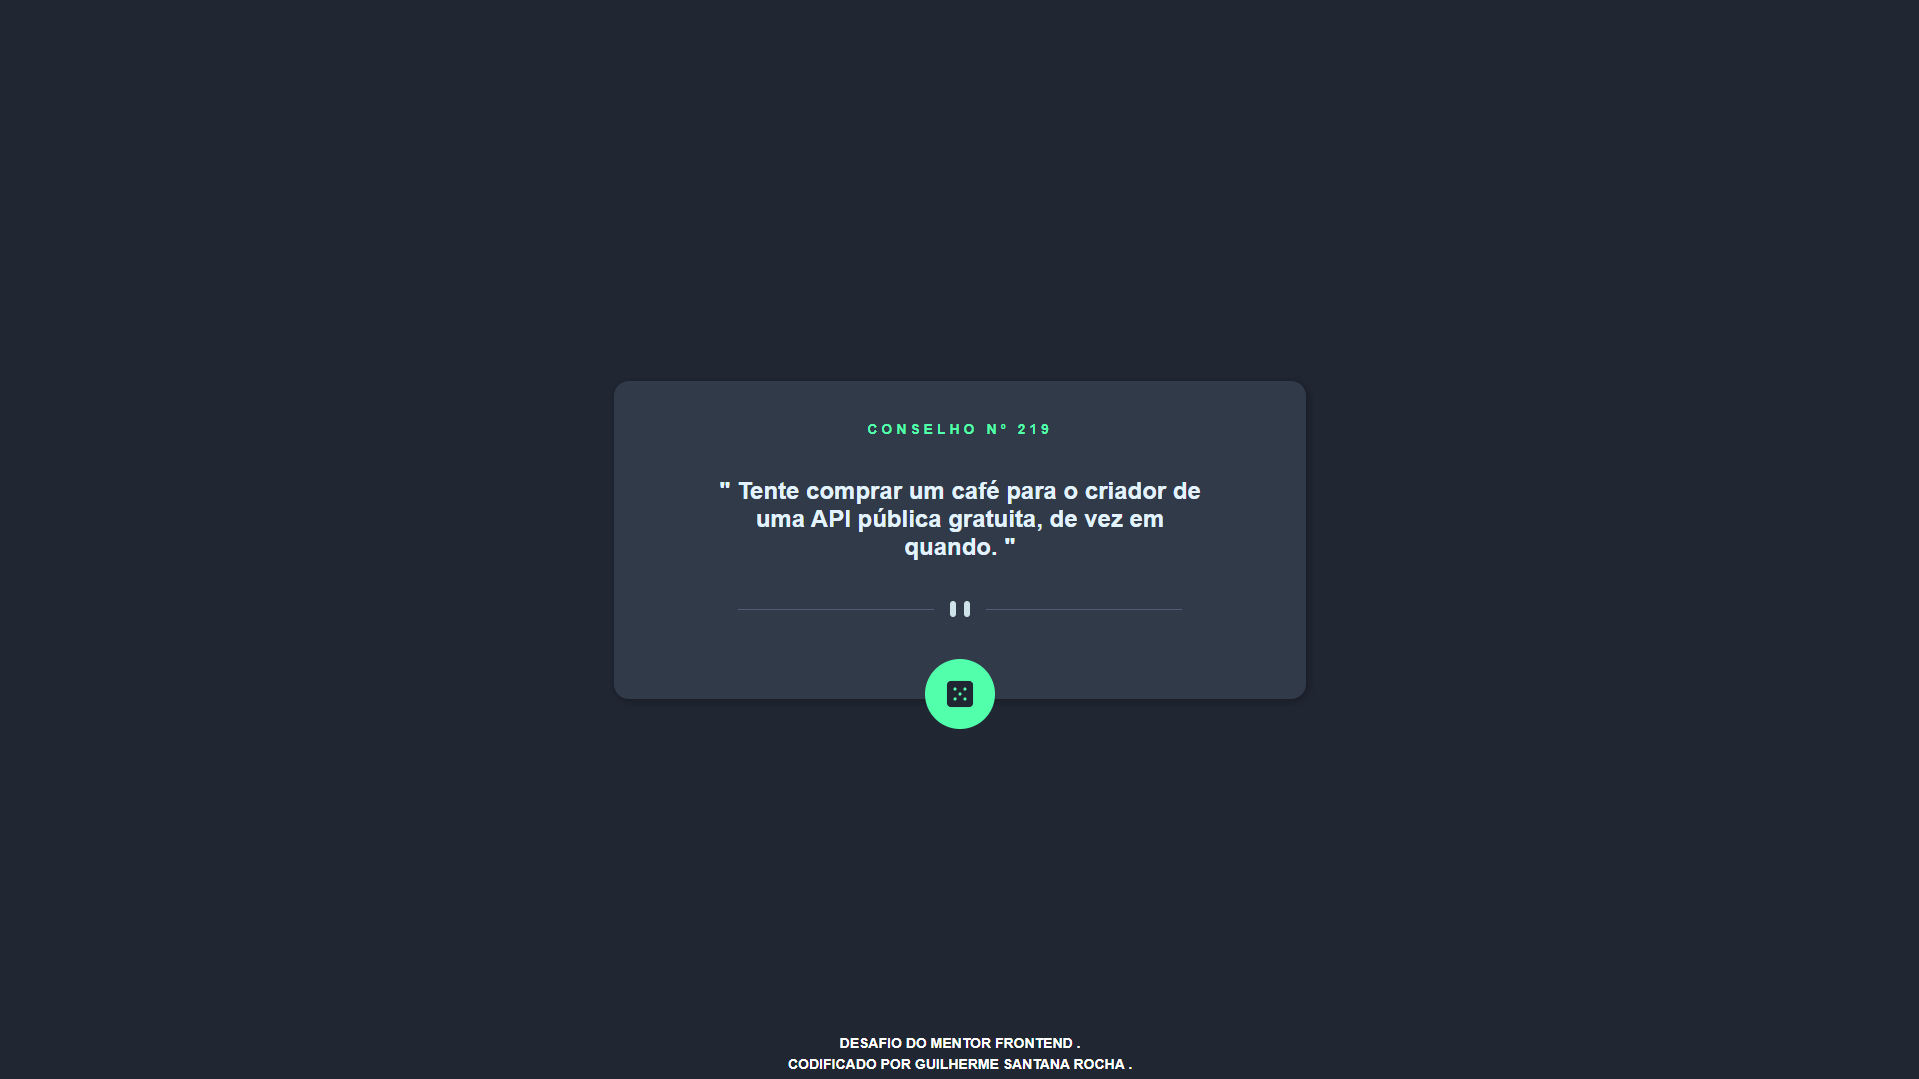 CONSELHO Nº 219
" Tente comprar um café para o criador de
uma API pública gratuita, de vez em
quando. "
DESAFIO DO MENTOR FRONTEND .
CODIFICADO POR GUILHERME SANTANA ROCHA .